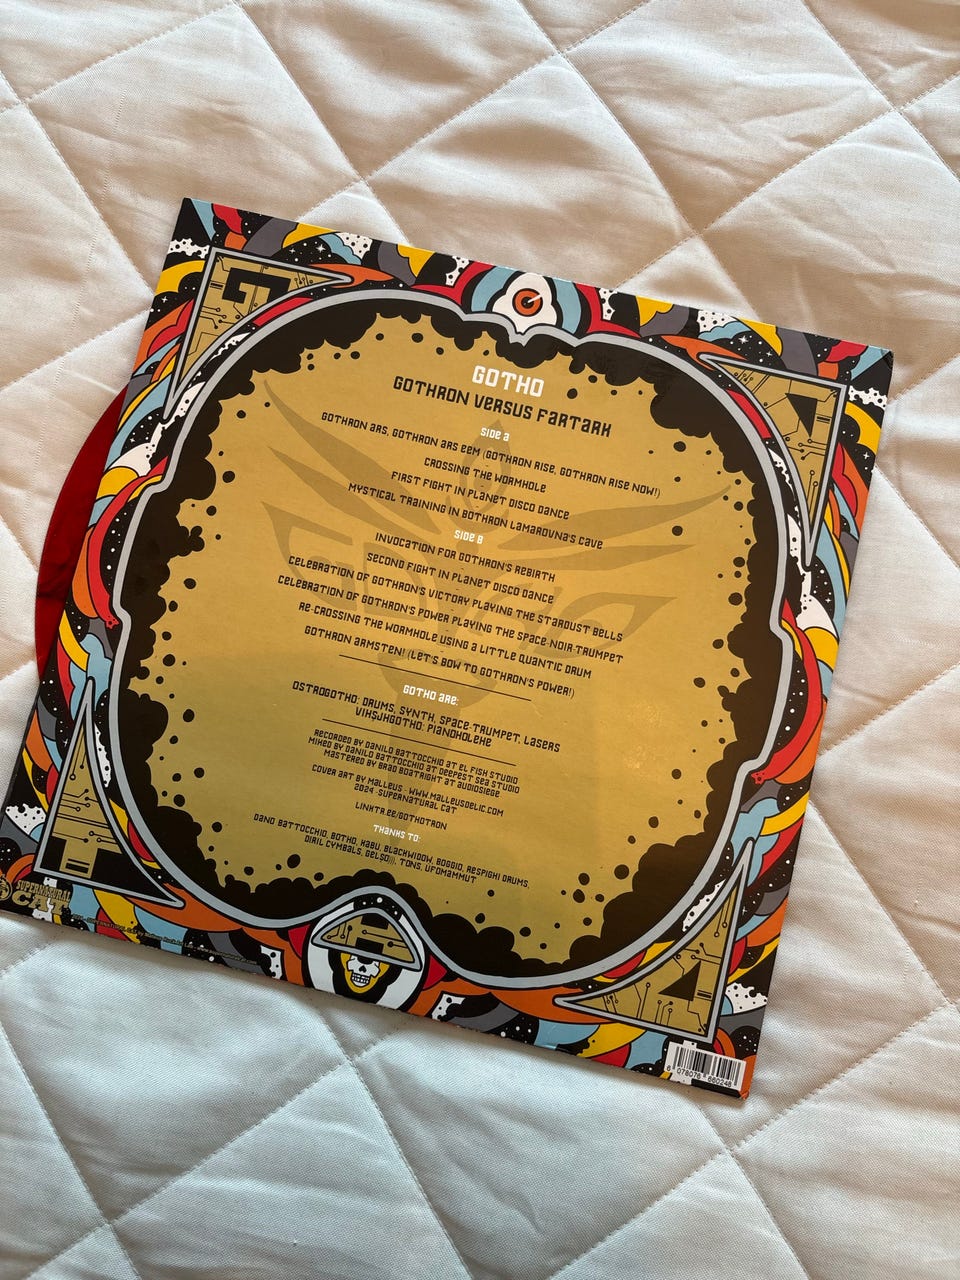 GOTHO
GOTHRON VERSUS FARTARK
SIDE A
GOTHRON ARS, GOTHRON ARS EEM (GOTHRON RISE, GOTHRON RISE NOW!)
CROSSING THE WORMHOLE
FIRST FIGHT IN PLANET DISCO DANCE
MYSTICAL TRAINING IN BOTHRON LAMAROVNA'S CAVE
SIDE B
INVOCATION FOR GOTHRON'S REBIRTH
SECOND FIGHT IN PLANET DISCO DANCE
CELEBRATION OF GOTHRON'S VICTORY PLAYING THE STARDUST BELLS
CELEBRATION OF GOTHRON'S POWER PLAYING THE SPACE-NOIR-TRUMPET
RE-CROSSING THE WORMHOLE USING A LITTLE QUANTIC DRUM
GOTHRON ARMSTEN! (LET'S BOW TO GOTHRON'S POWER!)
GOTHO ARE:
OSTROGOTHO: DRUMS, SYNTH, SPACE-TRUMPET, LASERS
PIANOHOLEHE
RECORDED BY DANILO BATTOCCHIO AT EL FISH STUDIO
MIXED BY DANILO BATTOCCHIO AT DEEPEST SEA STUDIO
MASTERED BY BRAD BOATRIGHT AT AUDIOSIEGE
COVER ART BY MALLEUS - WWW.MALLEUSDELIC.COM
2024 - SUPERNATURAL CAT
LINKTR.EE/GOTHOTRON
THANKS TO:
DANO BATTOCCHIO, BOTHO, KABU, BLACKWIDOW, BOGGIO, RESPIGHI DRUMS,
DIRIL CYMBALS, GELSO))), TONS, UFOMAMMUT
SUPERNATURAL
CAT
6 078076 660248